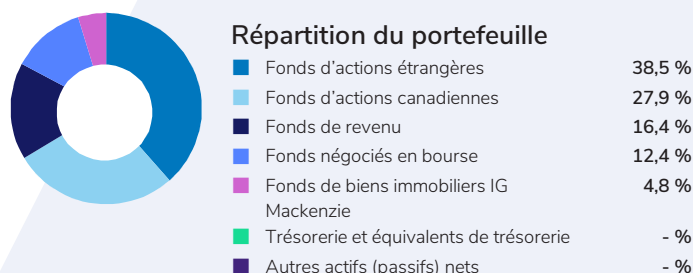 Répartition du portefeuille
Fonds d’actions étrangères 38,5 %
Fonds d’actions canadiennes 27,9 %
Fonds de revenu 16,4 %
Fonds négociés en bourse 12,4 %
Fonds de biens immobiliers IG 4,8 %
Mackenzie
Trésorerie et équivalents de trésorerie - %
Autres actifs (passifs) nets - %